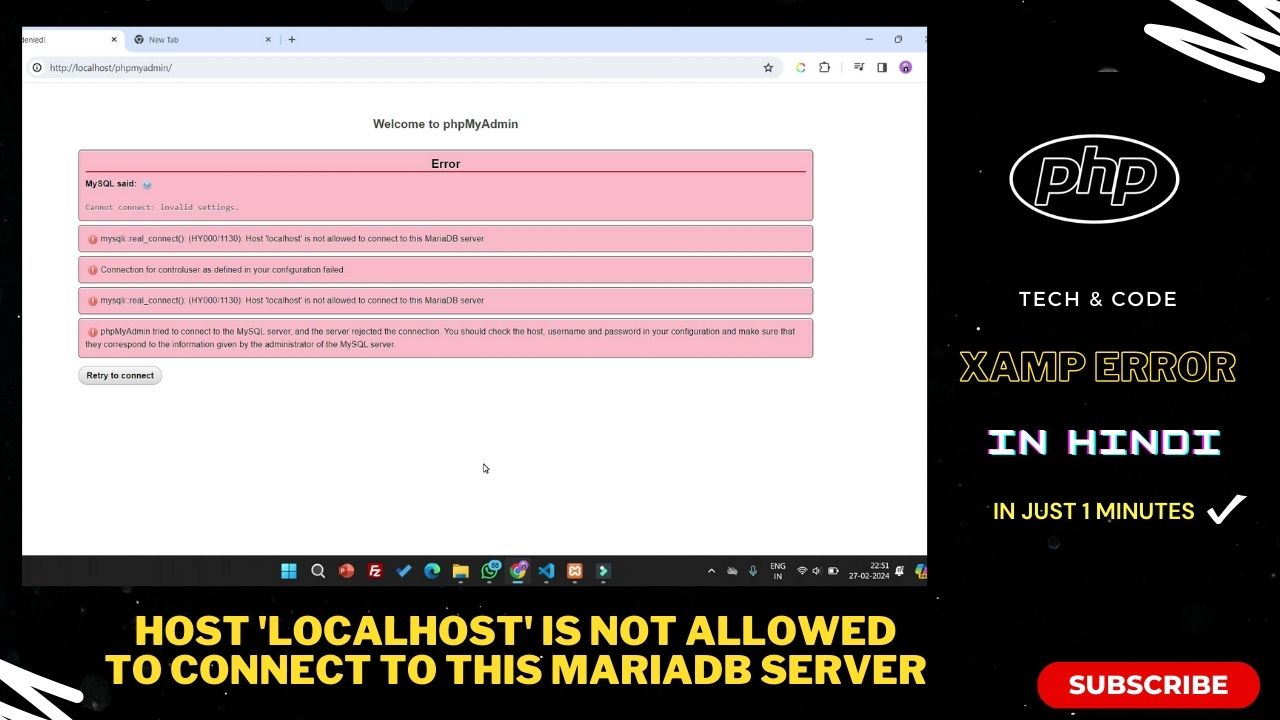 denied!
New Tab
http://localhost/phpmyadmin/
Welcome to phpMyAdmin
Error
MySQL said:
Cannot connect: invalid settings.
mysqli::real_connect(): (HY000/1130): Host 'localhost' is not allowed to connect to this MariaDB server
Connection for controluser as defined in your configuration failed.
mysqli::real_connect(): (HY000/1130): Host 'localhost' is not allowed to connect to this MariaDB server
phpMyAdmin tried to connect to the MySQL server, and the server rejected the connection. You should check the host, username and password in your configuration and make sure that
they correspond to the information given by the administrator of the MySQL server.
Retry to connect
88
ENG
IN
22:51
27-02-2024
php
TECH & CODE
XAMP ERROR
IN HINDI
IN JUST 1 MINUTES
HOST 'LOCALHOST' IS NOT ALLOWED
TO CONNECT TO THIS MARIADB SERVER
SUBSCRIBE